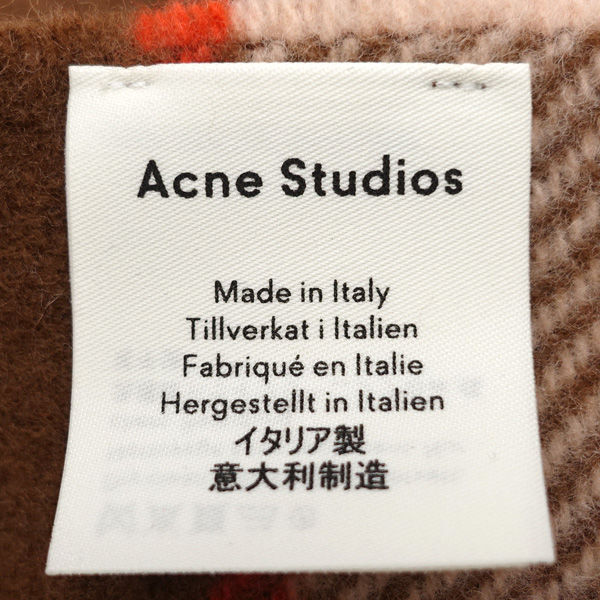 Acne Studios
Made in Italy
Tillverkat i Italien
Fabriqué en Italie
Hergestellt in Italien
イタリア製
意大利制造